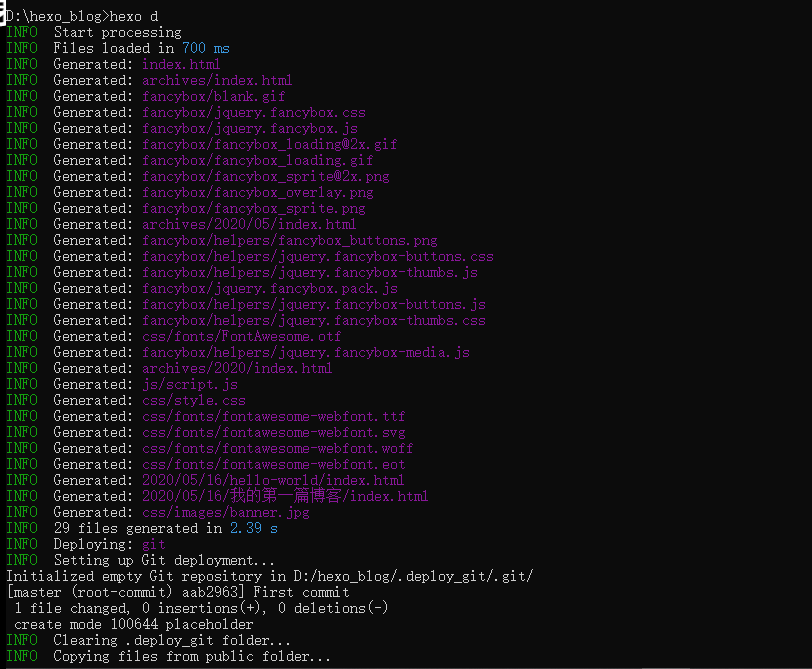 D:\hexo_blog>hexo d
INFO  Start processing
INFO  Files loaded in 700 ms
INFO  Generated: index.html
INFO  Generated: archives/index.html
INFO  Generated: fancybox/blank.gif
INFO  Generated: fancybox/jquery.fancybox.css
INFO  Generated: fancybox/jquery.fancybox.js
INFO  Generated: fancybox/fancybox_loading@2x.gif
INFO  Generated: fancybox/fancybox_loading.gif
INFO  Generated: fancybox/fancybox_sprite@2x.png
INFO  Generated: fancybox/fancybox_overlay.png
INFO  Generated: fancybox/fancybox_sprite.png
INFO  Generated: archives/2020/05/index.html
INFO  Generated: fancybox/helpers/fancybox_buttons.png
INFO  Generated: fancybox/helpers/jquery.fancybox-buttons.css
INFO  Generated: fancybox/helpers/jquery.fancybox-thumbs.js
INFO  Generated: fancybox/jquery.fancybox.pack.js
INFO  Generated: fancybox/helpers/jquery.fancybox-buttons.js
INFO  Generated: fancybox/helpers/jquery.fancybox-thumbs.css
INFO  Generated: css/fonts/FontAwesome.otf
INFO  Generated: fancybox/helpers/jquery.fancybox-media.js
INFO  Generated: archives/2020/index.html
INFO  Generated: js/script.js
INFO  Generated: css/style.css
INFO  Generated: css/fonts/fontawesome-webfont.ttf
INFO  Generated: css/fonts/fontawesome-webfont.svg
INFO  Generated: css/fonts/fontawesome-webfont.woff
INFO  Generated: css/fonts/fontawesome-webfont.eot
INFO  Generated: 2020/05/16/hello-world/index.html
INFO  Generated: 2020/05/16/我的第一篇博客/index.html
INFO  Generated: css/images/banner.jpg
INFO  29 files generated in 2.39 s
INFO  Deploying: git
INFO  Setting up Git deployment...
Initialized empty Git repository in D:/hexo_blog/.deploy_git/.git/
[master (root-commit) aab2963] First commit
 1 file changed, 0 insertions(+), 0 deletions(-)
 create mode 100644 placeholder
INFO  Clearing .deploy_git folder...
INFO  Copying files from public folder...